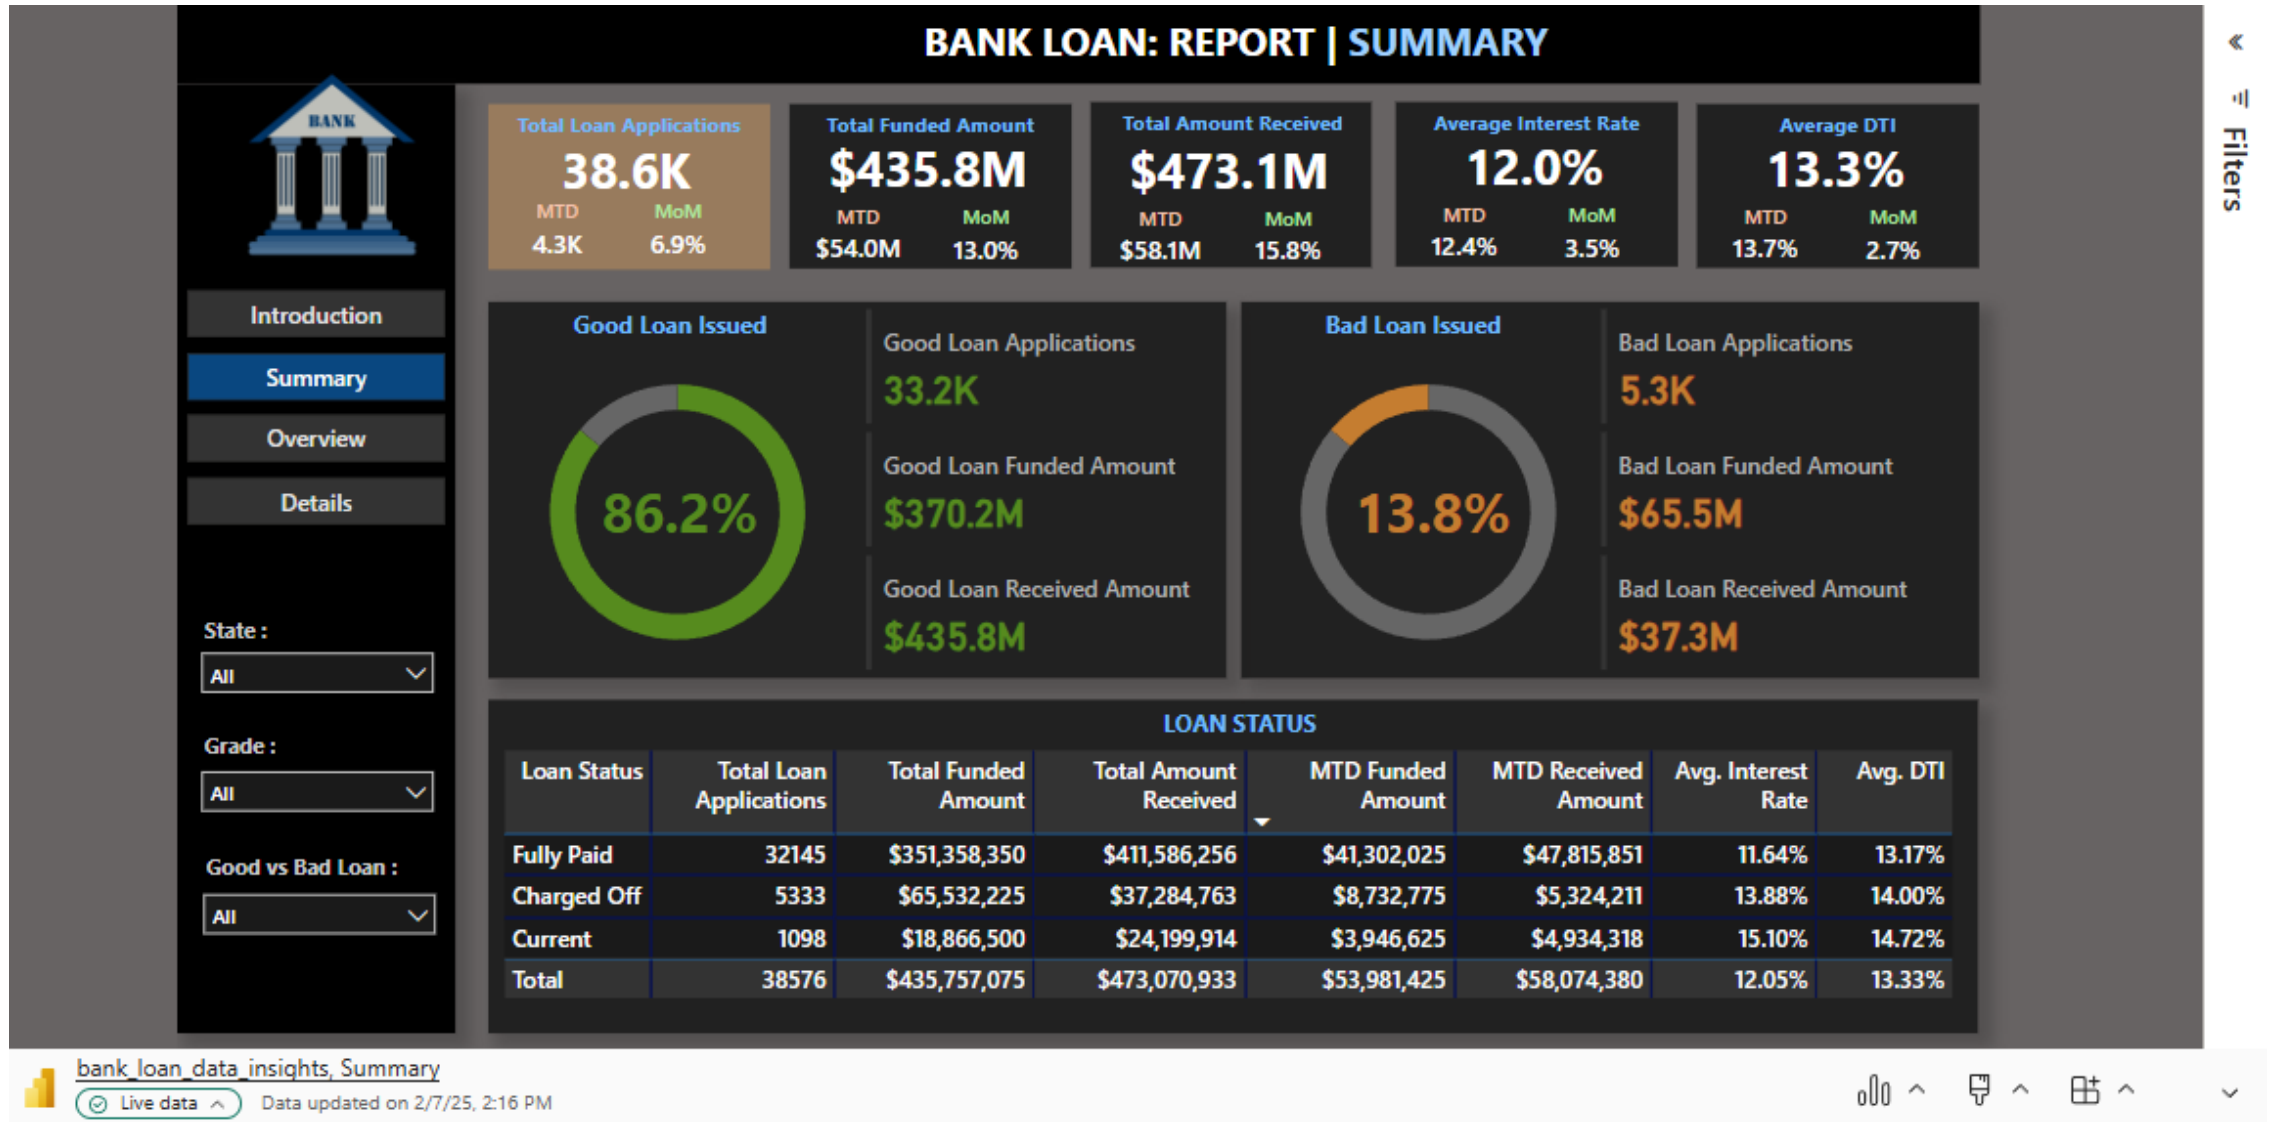 BANK LOAN: REPORT | SUMMARY
BANK
Introduction
Summary
Overview
Details
State :
All
Grade :
All
Good vs Bad Loan :
All
Total Loan Applications
38.6K
MTD MoM
4.3K 6.9%
Total Funded Amount
$435.8M
MTD MoM
$54.0M 13.0%
Total Amount Received
$473.1M
MTD MoM
$58.1M 15.8%
Average Interest Rate
12.0%
MTD MoM
12.4% 3.5%
Average DTI
13.3%
MTD MoM
13.7% 2.7%
Good Loan Issued
86.2%
Good Loan Applications
33.2K
Good Loan Funded Amount
$370.2M
Good Loan Received Amount
$435.8M
Bad Loan Issued
13.8%
Bad Loan Applications
5.3K
Bad Loan Funded Amount
$65.5M
Bad Loan Received Amount
$37.3M
LOAN STATUS
Loan Status Total Loan Total Funded Total Amount MTD Funded MTD Received Avg. Interest Avg. DTI
Applications Amount Received Amount Amount Rate
Fully Paid 32145 $351,358,350 $411,586,256 $41,302,025 $47,815,851 11.64% 13.17%
Charged Off 5333 $65,532,225 $37,284,763 $8,732,775 $5,324,211 13.88% 14.00%
Current 1098 $18,866,500 $24,199,914 $3,946,625 $4,934,318 15.10% 14.72%
Total 38576 $435,757,075 $473,070,933 $53,981,425 $58,074,380 12.05% 13.33%
Filters
bank_loan_data_insights, Summary
Live data Data updated on 2/7/25, 2:16 PM